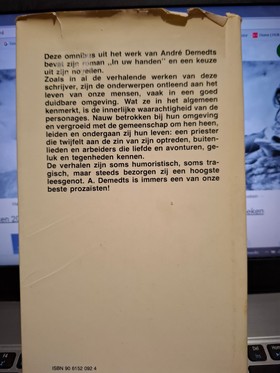 Deze omnibus uit het werk van André Demedts
bevat zijn roman „In uw handen” en een keuze
uit zijn novellen.
Zoals in al de verhalende werken van deze
schrijver, zijn de onderwerpen ontleend aan het
leven van onze mensen, vaak in een goed
duidbare omgeving. Wat ze in het algemeen
kenmerkt, is de innerlijke waarachtigheid van de
personages. Nauw betrokken bij hun omgeving
en vergroeid met de gemeenschap om hen heen,
leiden en ondergaan zij hun leven: een priester
die twijfelt aan de zin van zijn optreden, buiten-
lieden en arbeiders die liefde en avonturen, ge-
luk en tegenheden kennen.
De verhalen zijn soms humoristisch, soms tra-
gisch, maar steeds bezorgen zij een hoogste
leesgenot. A. Demedts is immers een van onze
beste prozaïsten!
ISBN 90 6152 092 4